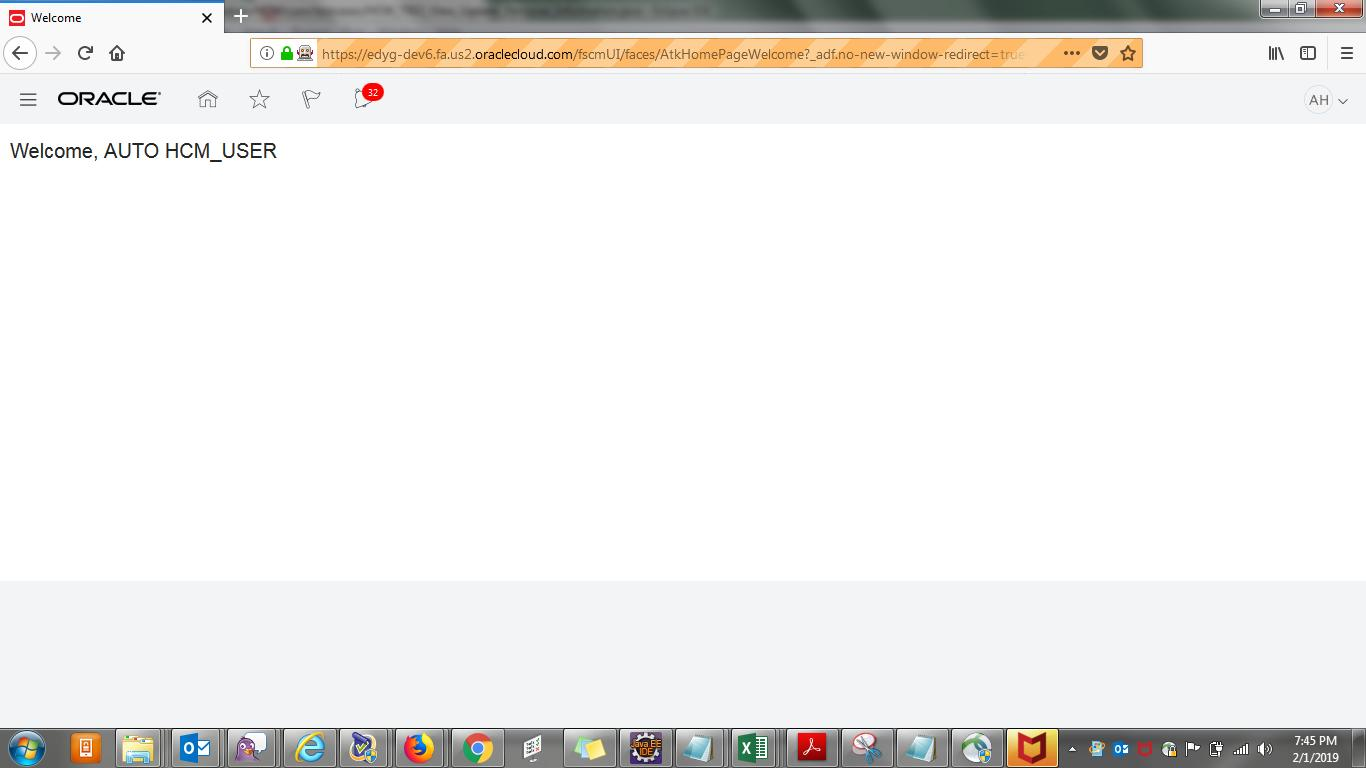 Welcome
https://edyg-dev6.fa.us2.oraclecloud.com/fscmUI/faces/AtkHomePageWelcome?_adf.no-new-window-redirect=true
ORACLE
32
AH
Welcome, AUTO HCM_USER
Java EE
IDE
7:45 PM
2/1/2019